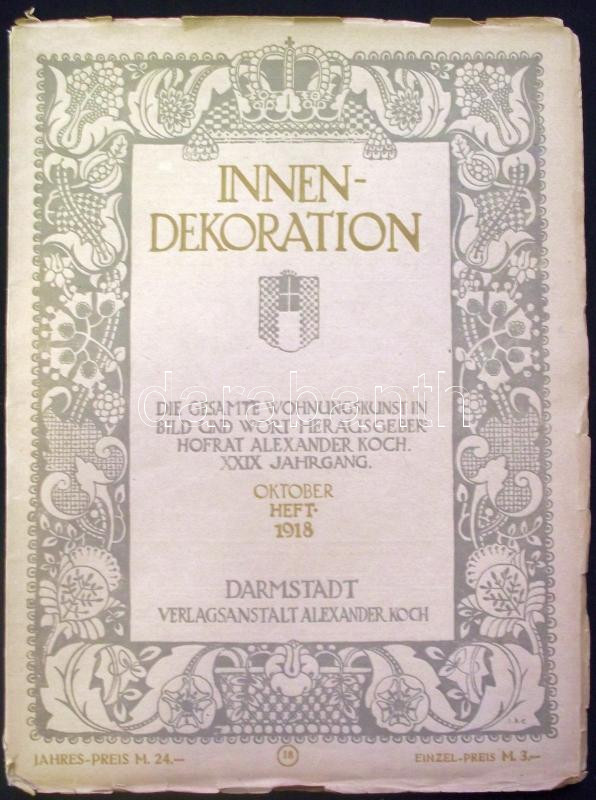 INNEN-
DEKORATION
DIE GESAMTE WOHNUNGSKUNST IN
BILD UND WORT·HERAUSGEBER
HOFRAT ALEXANDER KOCH.
XXIX JAHRGANG.
OKTOBER
HEFT·
1918
DARMSTADT
VERLAGSANSTALT ALEXANDER KOCH
JAHRES-PREIS M. 24.— 18 EINZEL-PREIS M. 3.—
darabanth